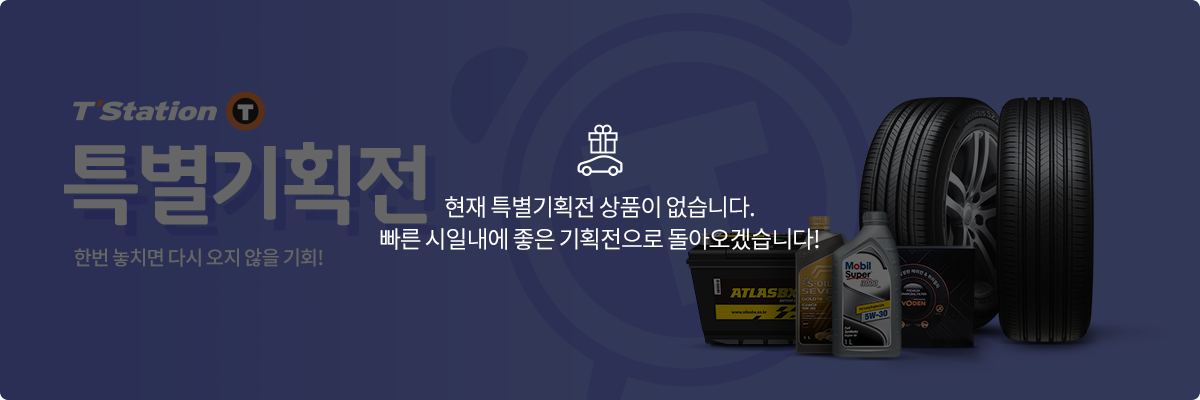 T'Station T
특별기획전
한번 놓치면 다시 오지 않을 기회!
현재 특별기획전 상품이 없습니다.
빠른 시일내에 좋은 기획전으로 돌아오겠습니다!
ATLASBX
Mobil
Super
3000
5W-30
1L
VODEN